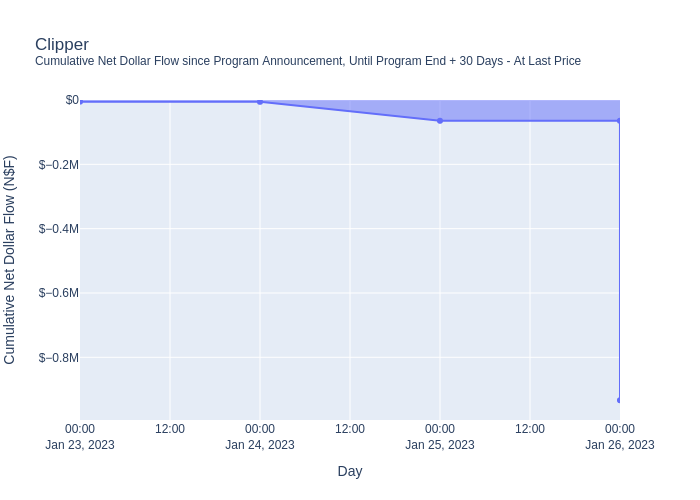 Clipper
Cumulative Net Dollar Flow since Program Announcement, Until Program End + 30 Days - At Last Price
Cumulative Net Dollar Flow (N$F)
$0
$−0.2M
$−0.4M
$−0.6M
$−0.8M
00:00 12:00 00:00 12:00 00:00 12:00 00:00
Jan 23, 2023 Jan 24, 2023 Jan 25, 2023 Jan 26, 2023
Day